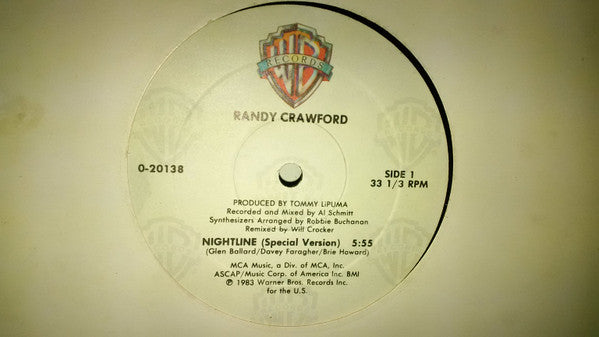 WB
RECORDS
RANDY CRAWFORD
0-20138
SIDE 1
33 1/3 RPM
PRODUCED BY TOMMY LiPUMA
Recorded and Mixed by Al Schmitt
Synthesizers Arranged by Robbie Buchanan
Remixed by Will Crocker
NIGHTLINE (Special Version) 5:55
(Glen Ballard/Davey Faragher/Brie Howard)
MCA Music, a Div. of MCA, Inc.
ASCAP/Music Corp. of America Inc. BMI
℗ 1983 Warner Bros. Records Inc.
for the U.S.